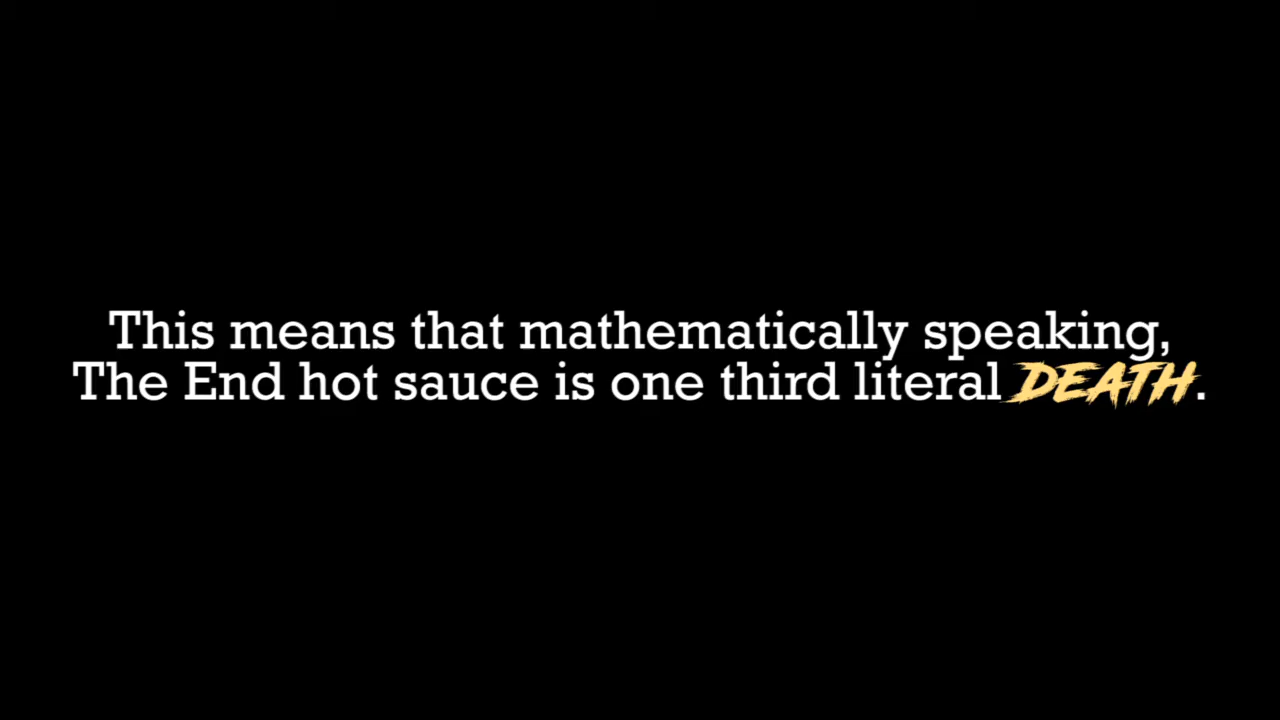 This means that mathematically speaking,
The End hot sauce is one third literal DEATH.